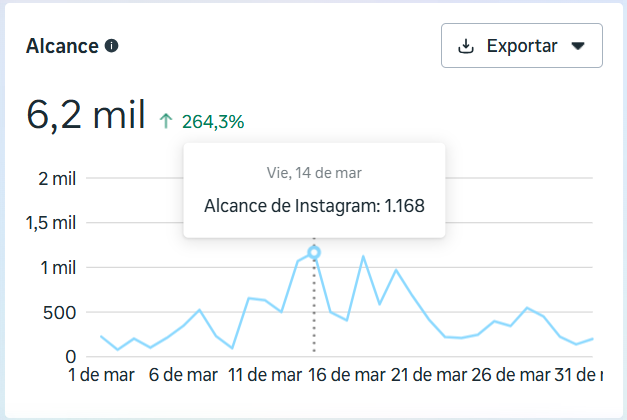 Alcance
Exportar
6,2 mil ↑ 264,3%
Vie, 14 de mar
Alcance de Instagram: 1.168
2 mil
1,5 mil
1 mil
500
0
1 de mar 6 de mar 11 de mar 16 de mar 21 de mar 26 de mar 31 de